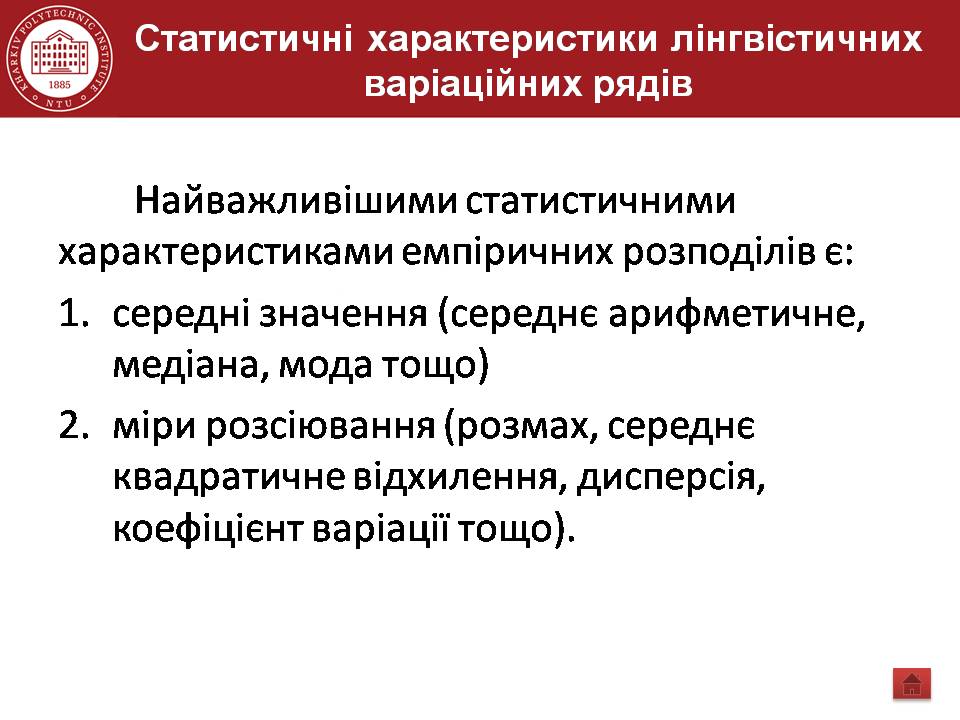 Статистичні характеристики лінгвістичних
варіаційних рядів
KHARKIV POLYTECHNIC INSTITUTE
1885
NTU
Найважливішими статистичними
характеристиками емпіричних розподілів є:
1. середні значення (середнє арифметичне,
медіана, мода тощо)
2. міри розсіювання (розмах, середнє
квадратичне відхилення, дисперсія,
коефіцієнт варіації тощо).